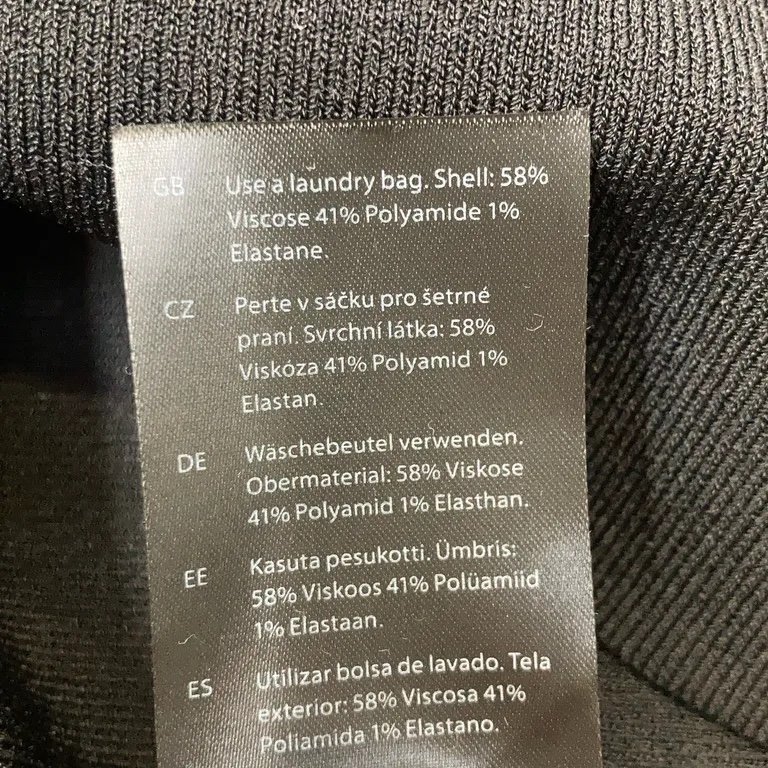 GB Use a laundry bag. Shell: 58%
Viscose 41% Polyamide 1%
Elastane.
CZ Perte v sáčku pro šetrné
praní. Svrchní látka: 58%
Viskóza 41% Polyamid 1%
Elastan.
DE Wäschebeutel verwenden.
Obermaterial: 58% Viskose
41% Polyamid 1% Elasthan.
EE Kasuta pesukotti. Ümbris:
58% Viskoos 41% Polüamiid
1% Elastaan.
ES Utilizar bolsa de lavado. Tela
exterior: 58% Viscosa 41%
Poliamida 1% Elastano.